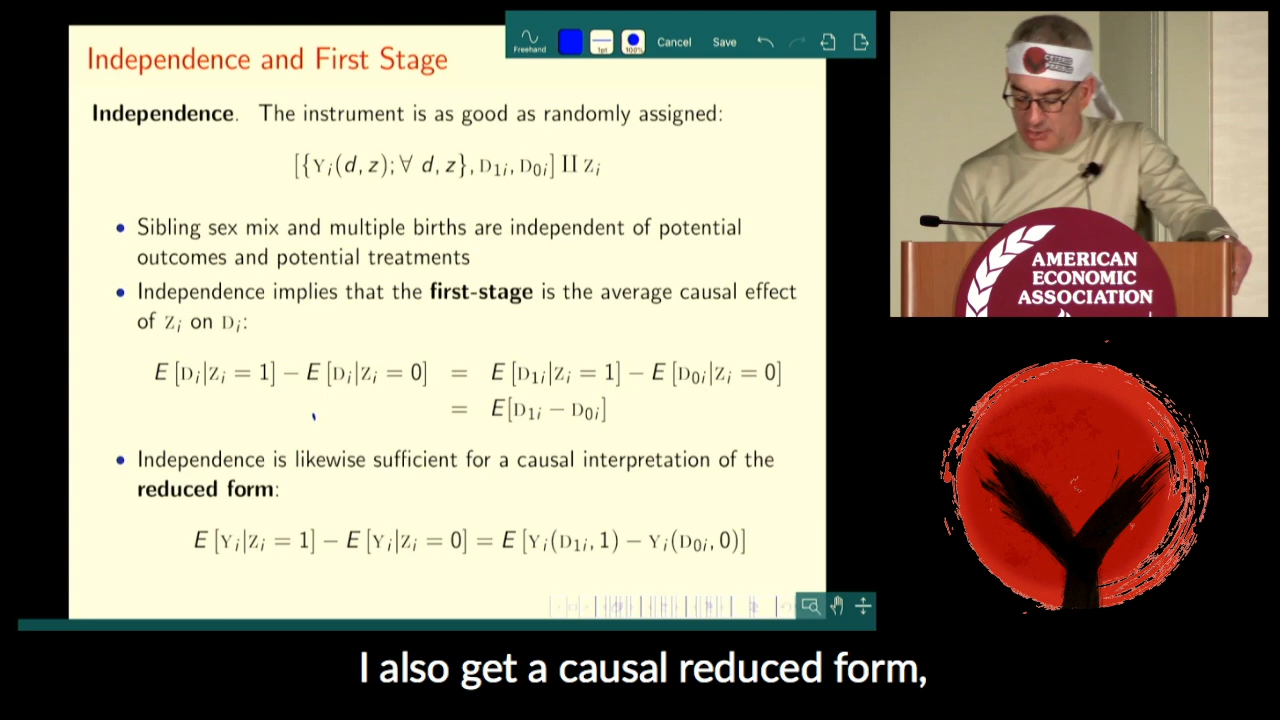 Freehand 1pt 100% Cancel Save
Independence and First Stage
Independence. The instrument is as good as randomly assigned:
[{Yᵢ(d, z); ∀ d, z}, D₁ᵢ, D₀ᵢ] ∐ Zᵢ
• Sibling sex mix and multiple births are independent of potential
outcomes and potential treatments
• Independence implies that the first-stage is the average causal effect
of Zᵢ on Dᵢ:
E [Dᵢ|Zᵢ = 1] − E [Dᵢ|Zᵢ = 0] = E [D₁ᵢ|Zᵢ = 1] − E [D₀ᵢ|Zᵢ = 0]
= E[D₁ᵢ − D₀ᵢ]
• Independence is likewise sufficient for a causal interpretation of the
reduced form:
E [Yᵢ|Zᵢ = 1] − E [Yᵢ|Zᵢ = 0] = E [Yᵢ(D₁ᵢ, 1) − Yᵢ(D₀ᵢ, 0)]
AMERICAN
ECONOMIC
ASSOCIATION
I also get a causal reduced form,